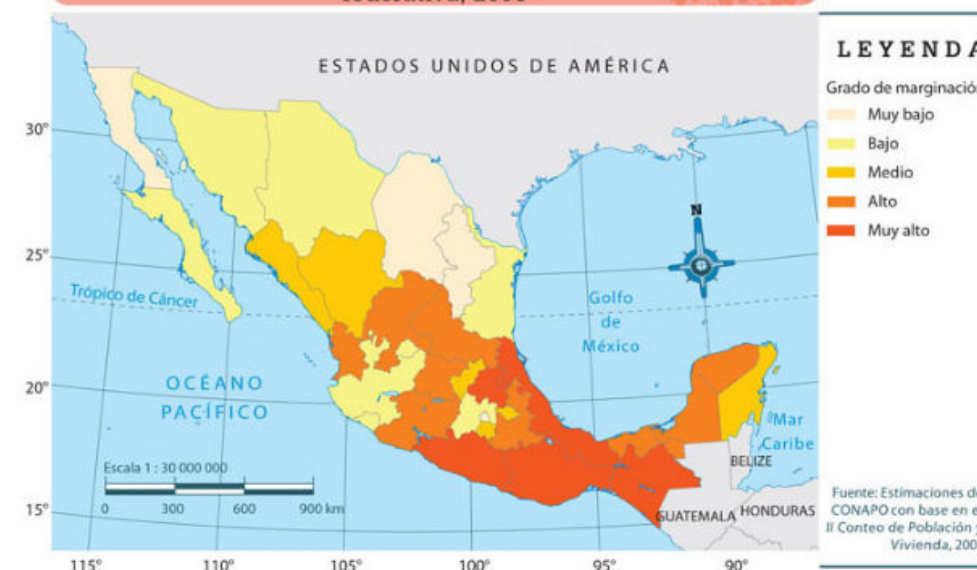 ESTADOS UNIDOS DE AMÉRICA
30°
25°
Trópico de Cáncer
Golfo
de
México
20°
OCÉANO
PACÍFICO
Mar
Caribe
BELIZE
Escala 1 : 30 000 000
0 300 600 900 km
15°
GUATEMALA
HONDURAS
115° 110° 105° 100° 95° 90°
N
LEYENDA
Grado de marginación
Muy bajo
Bajo
Medio
Alto
Muy alto
Fuente: Estimaciones
CONAPO con base en
II Conteo de Población
Vivienda, 200